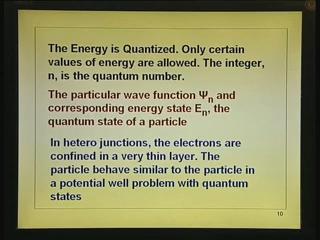 The Energy is Quantized. Only certain
values of energy are allowed. The integer,
n, is the quantum number.
The particular wave function Ψn and
corresponding energy state En, the
quantum state of a particle
In hetero junctions, the electrons are
confined in a very thin layer. The
particle behave similar to the particle in
a potential well problem with quantum
states
10